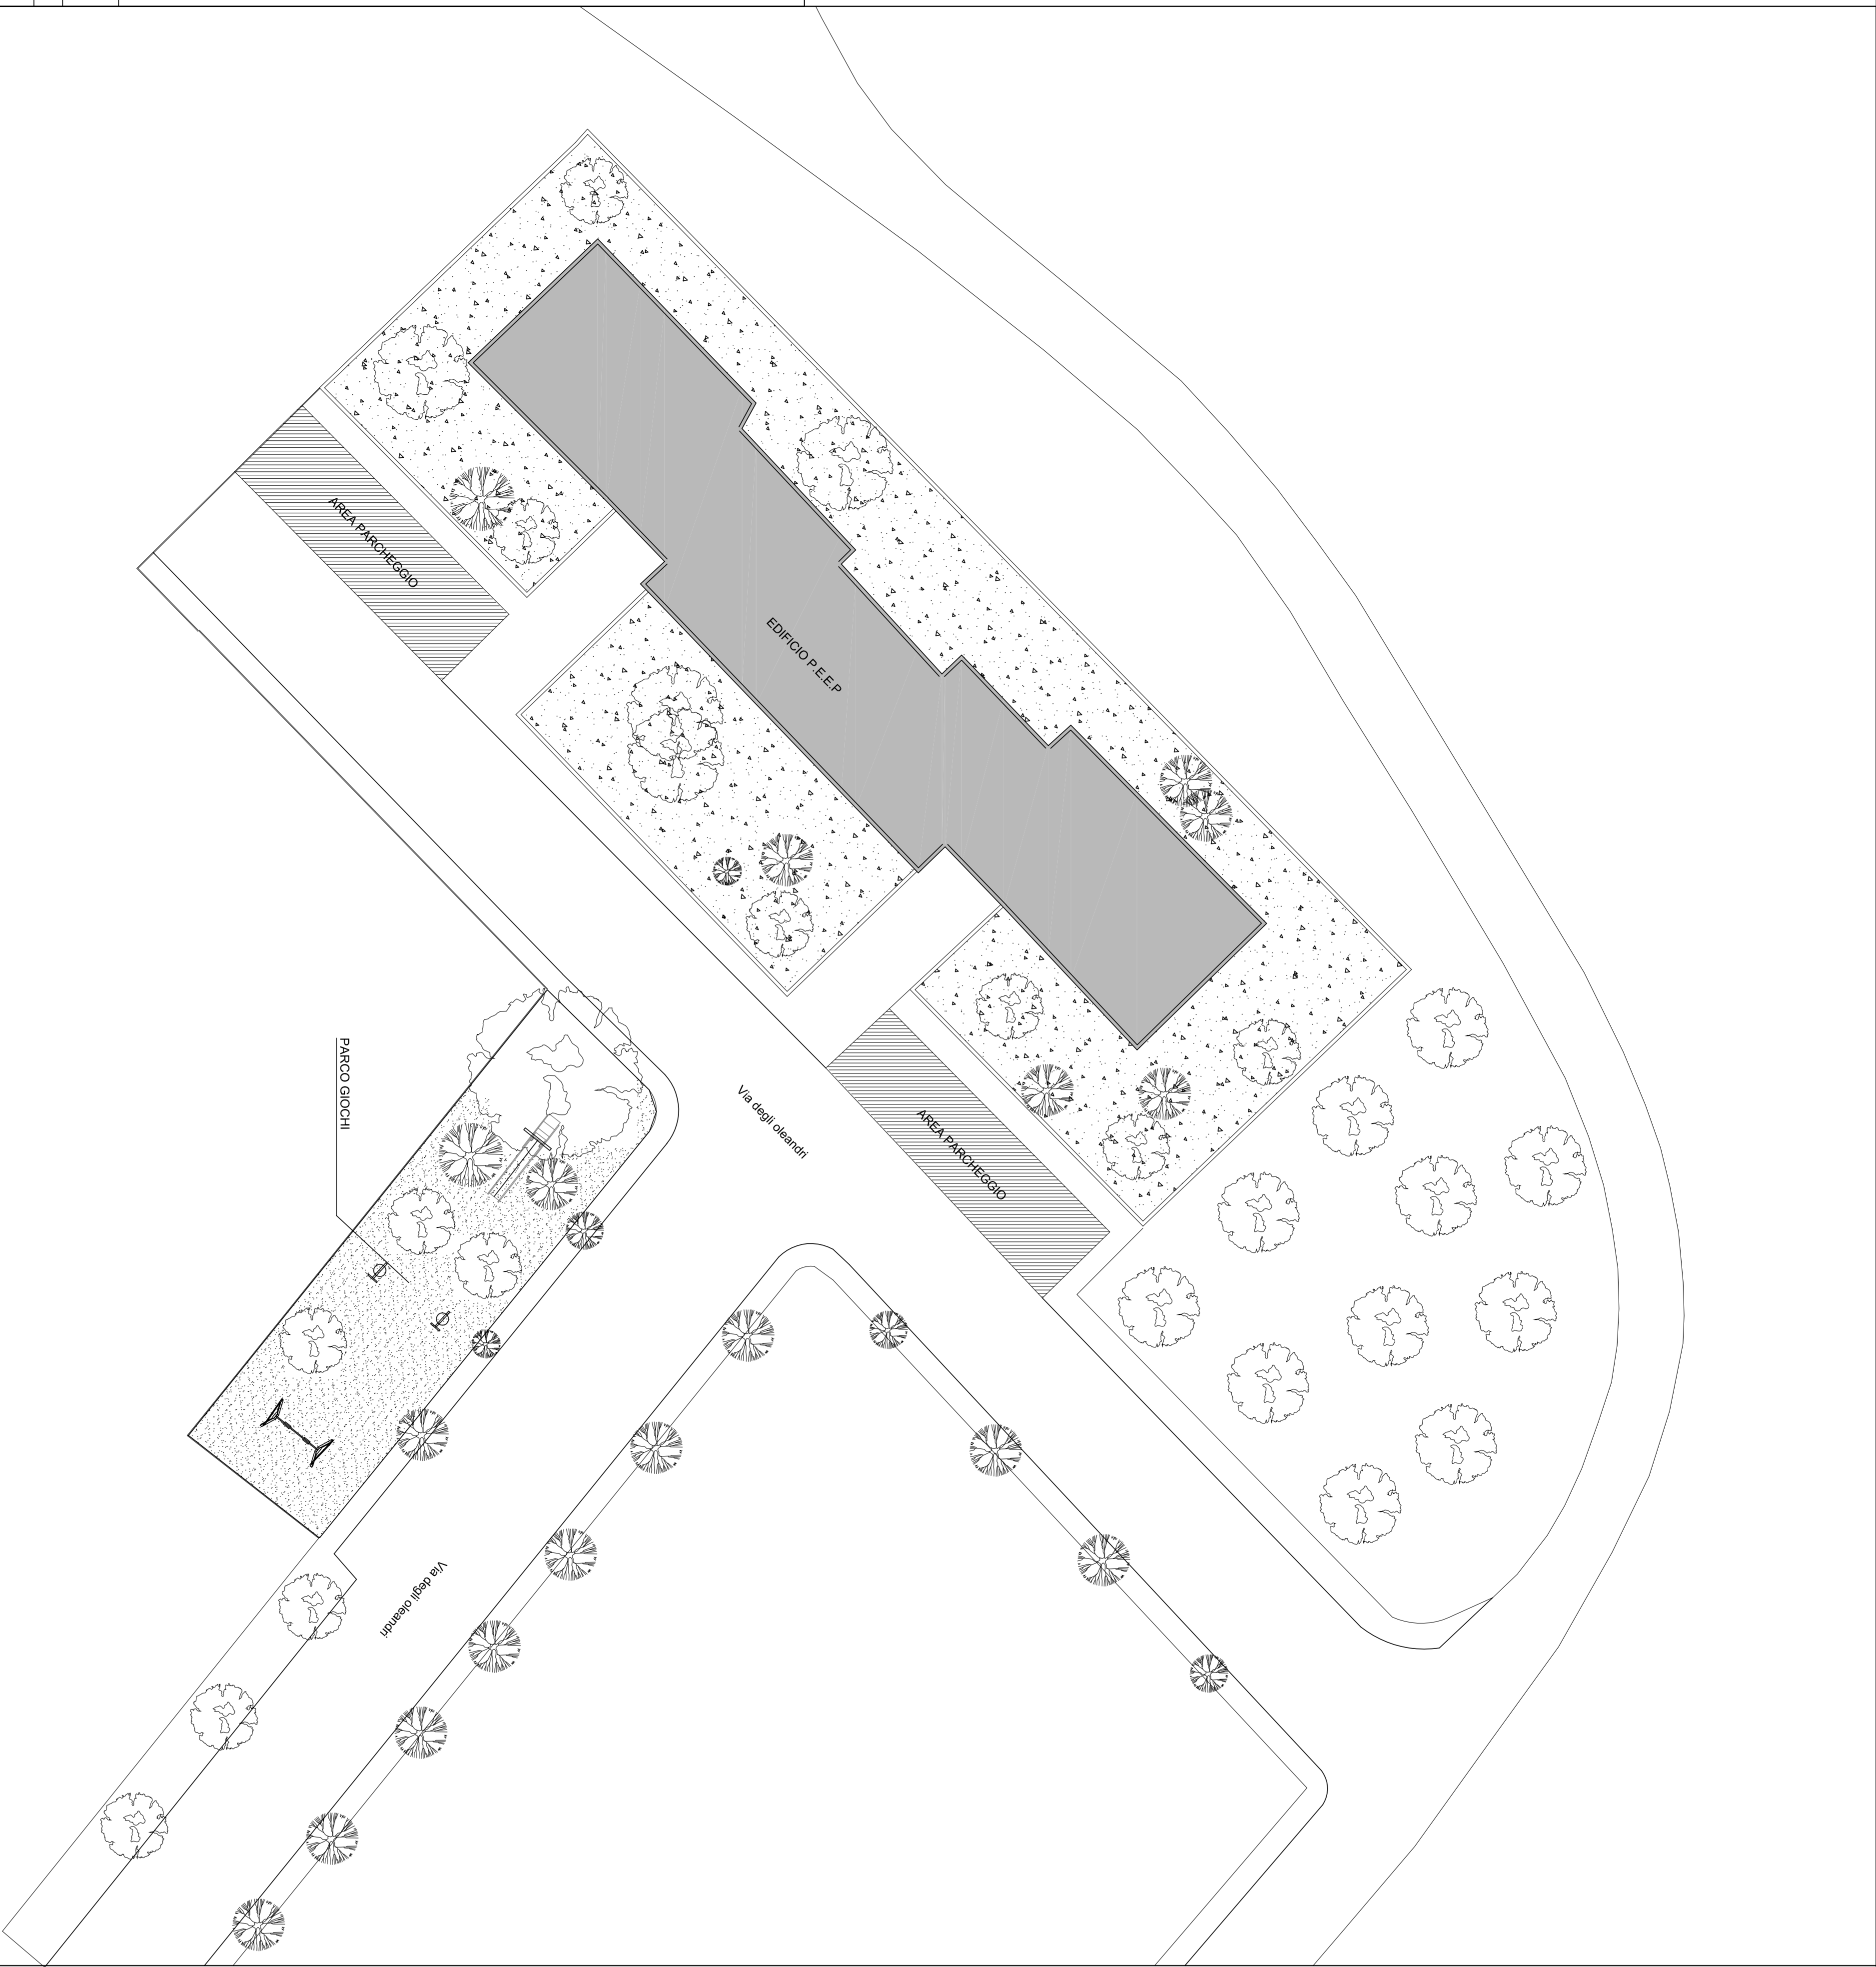 AREA PARCHEGGIO
EDIFICIO P.E.E.P
PARCO GIOCHI
Via degli oleandri
AREA PARCHEGGIO
Via degli oleandri